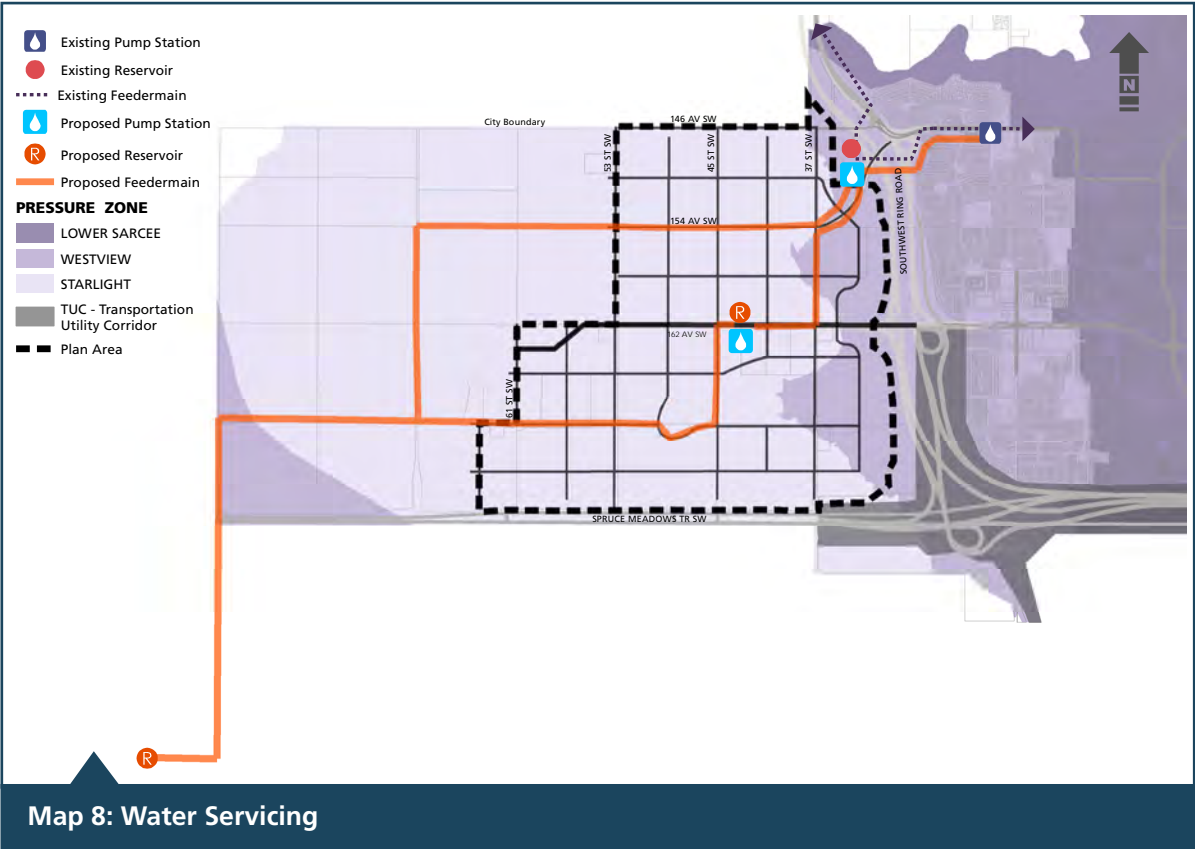 Existing Pump Station
Existing Reservoir
Existing Feedermain
Proposed Pump Station
R
Proposed Reservoir
Proposed Feedermain
PRESSURE ZONE
LOWER SARCEE
WESTVIEW
STARLIGHT
TUC - Transportation
Utility Corridor
Plan Area
N
City Boundary
146 AV SW
53 ST SW
45 ST SW
37 ST SW
154 AV SW
SOUTHWEST RING ROAD
R
162 AV SW
61 ST SW
SPRUCE MEADOWS TR SW
R
Map 8: Water Servicing